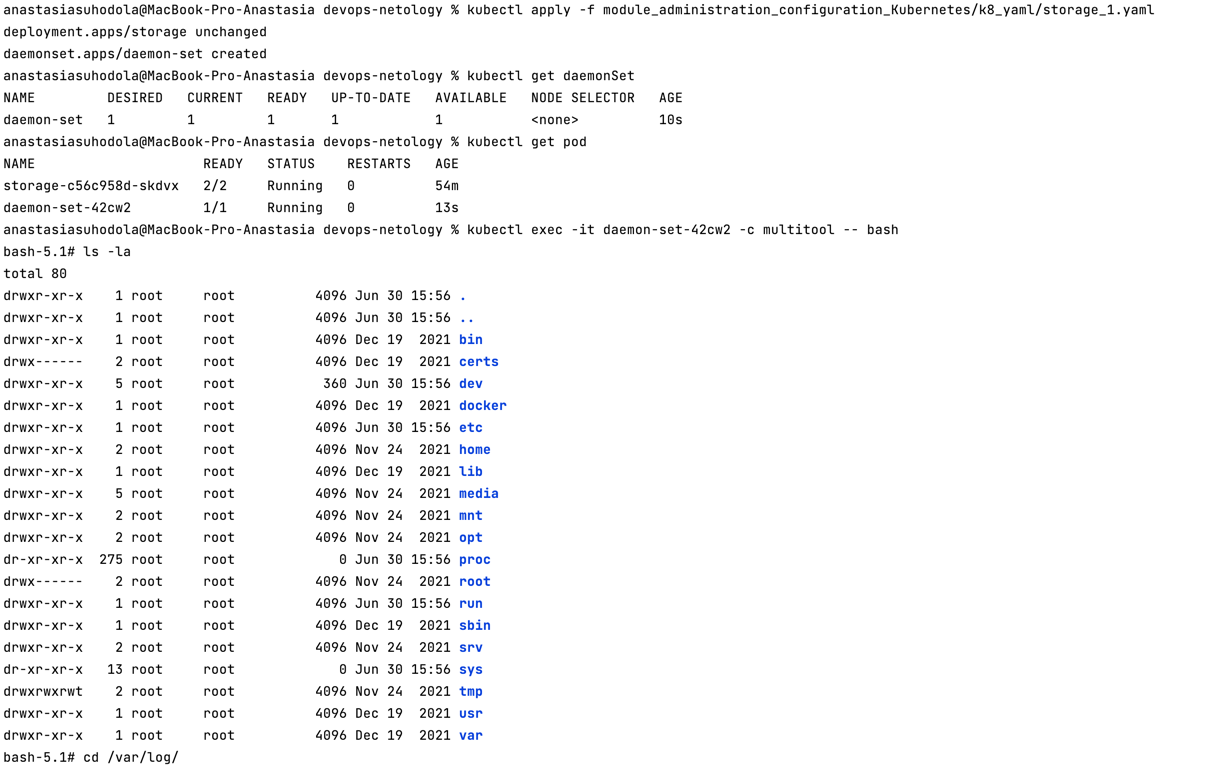 anastasiasuhodola@MacBook-Pro-Anastasia devops-netology % kubectl apply -f module_administration_configuration_Kubernetes/k8_yaml/storage_1.yaml
deployment.apps/storage unchanged
daemonset.apps/daemon-set created
anastasiasuhodola@MacBook-Pro-Anastasia devops-netology % kubectl get daemonSet
NAME         DESIRED   CURRENT   READY   UP-TO-DATE   AVAILABLE   NODE SELECTOR   AGE
daemon-set   1         1         1       1            1           <none>          10s
anastasiasuhodola@MacBook-Pro-Anastasia devops-netology % kubectl get pod
NAME                     READY   STATUS    RESTARTS   AGE
storage-c56c958d-skdvx   2/2     Running   0          54m
daemon-set-42cw2         1/1     Running   0          13s
anastasiasuhodola@MacBook-Pro-Anastasia devops-netology % kubectl exec -it daemon-set-42cw2 -c multitool -- bash
bash-5.1# ls -la
total 80
drwxr-xr-x    1 root     root          4096 Jun 30 15:56 .
drwxr-xr-x    1 root     root          4096 Jun 30 15:56 ..
drwxr-xr-x    1 root     root          4096 Dec 19  2021 bin
drwx------    2 root     root          4096 Dec 19  2021 certs
drwxr-xr-x    5 root     root           360 Jun 30 15:56 dev
drwxr-xr-x    1 root     root          4096 Dec 19  2021 docker
drwxr-xr-x    1 root     root          4096 Jun 30 15:56 etc
drwxr-xr-x    2 root     root          4096 Nov 24  2021 home
drwxr-xr-x    1 root     root          4096 Dec 19  2021 lib
drwxr-xr-x    5 root     root          4096 Nov 24  2021 media
drwxr-xr-x    2 root     root          4096 Nov 24  2021 mnt
drwxr-xr-x    2 root     root          4096 Nov 24  2021 opt
dr-xr-xr-x  275 root     root             0 Jun 30 15:56 proc
drwx------    2 root     root          4096 Nov 24  2021 root
drwxr-xr-x    1 root     root          4096 Jun 30 15:56 run
drwxr-xr-x    1 root     root          4096 Dec 19  2021 sbin
drwxr-xr-x    2 root     root          4096 Nov 24  2021 srv
dr-xr-xr-x   13 root     root             0 Jun 30 15:56 sys
drwxrwxrwt    2 root     root          4096 Nov 24  2021 tmp
drwxr-xr-x    1 root     root          4096 Dec 19  2021 usr
drwxr-xr-x    1 root     root          4096 Dec 19  2021 var
bash-5.1# cd /var/log/